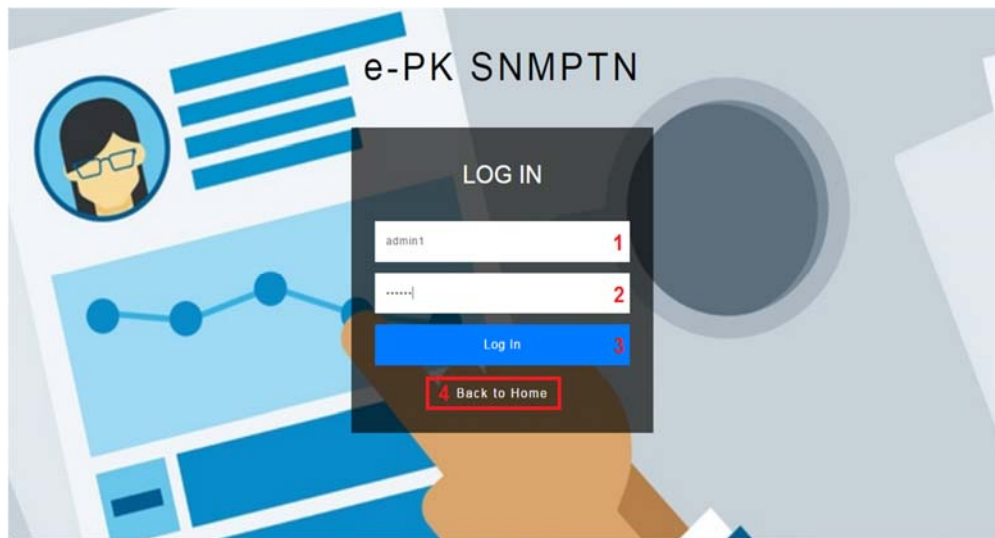 e-PK SNMPTN
LOG IN
admin1 1
······ 2
Log In 3
4 Back to Home